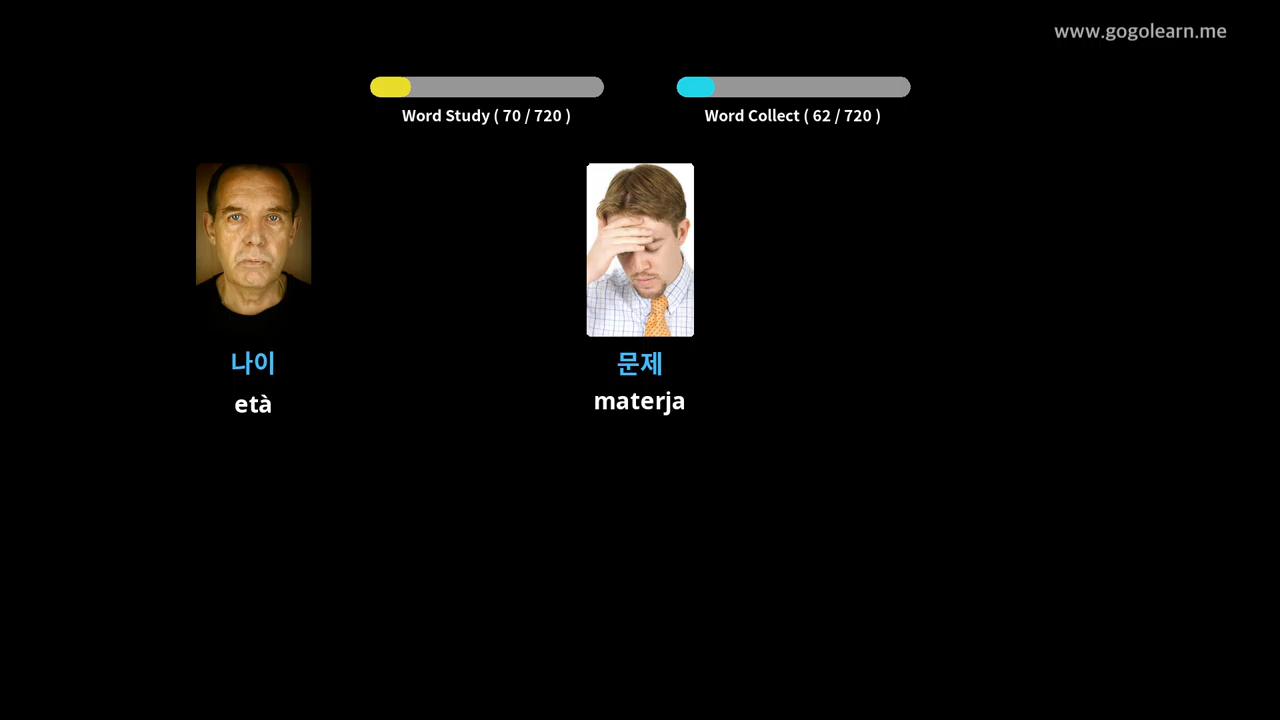 www.gogolearn.me
Word Study ( 70 / 720 )
Word Collect ( 62 / 720 )
나이
età
문제
materja